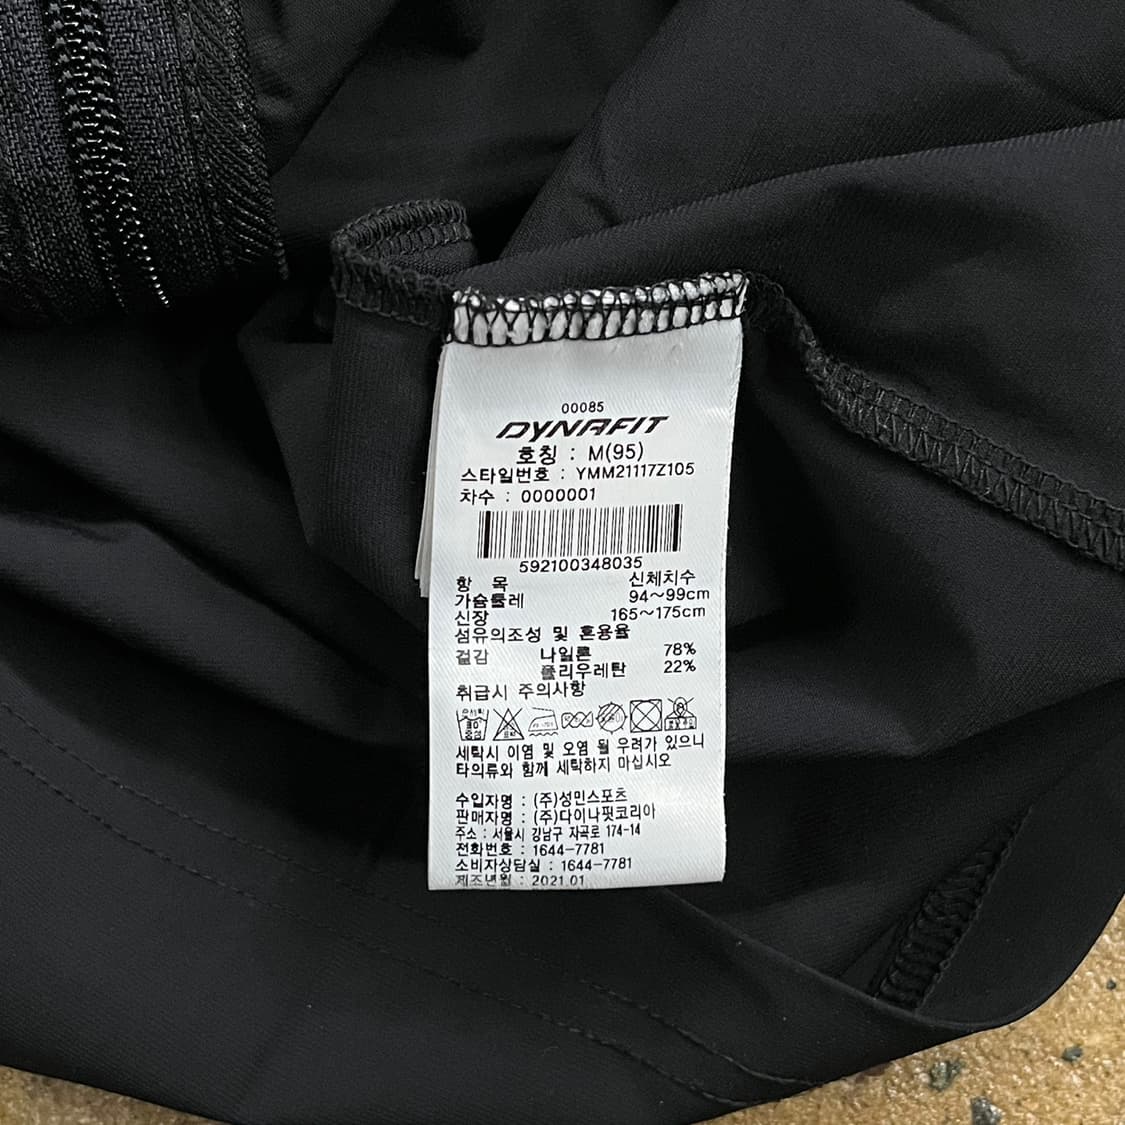 00085
DYNAFIT
호칭 : M(95)
스타일번호 : YMM21117Z105
차수 : 0000001
592100348035
항 목 신체치수
가슴둘레 94~99cm
신장 165~175cm
섬유의조성 및 혼용율
겉감 나일론 78%
폴리우레탄 22%
취급시 주의사항
세탁시 이염 및 오염 될 우려가 있으니
타의류와 함께 세탁하지 마십시오
수입자명 : (주)성민스포츠
판매자명 : (주)다이나핏코리아
주소 : 서울시 강남구 자곡로 174-14
전화번호 : 1644-7781
소비자상담실 : 1644-7781
제조년월 : 2021.01